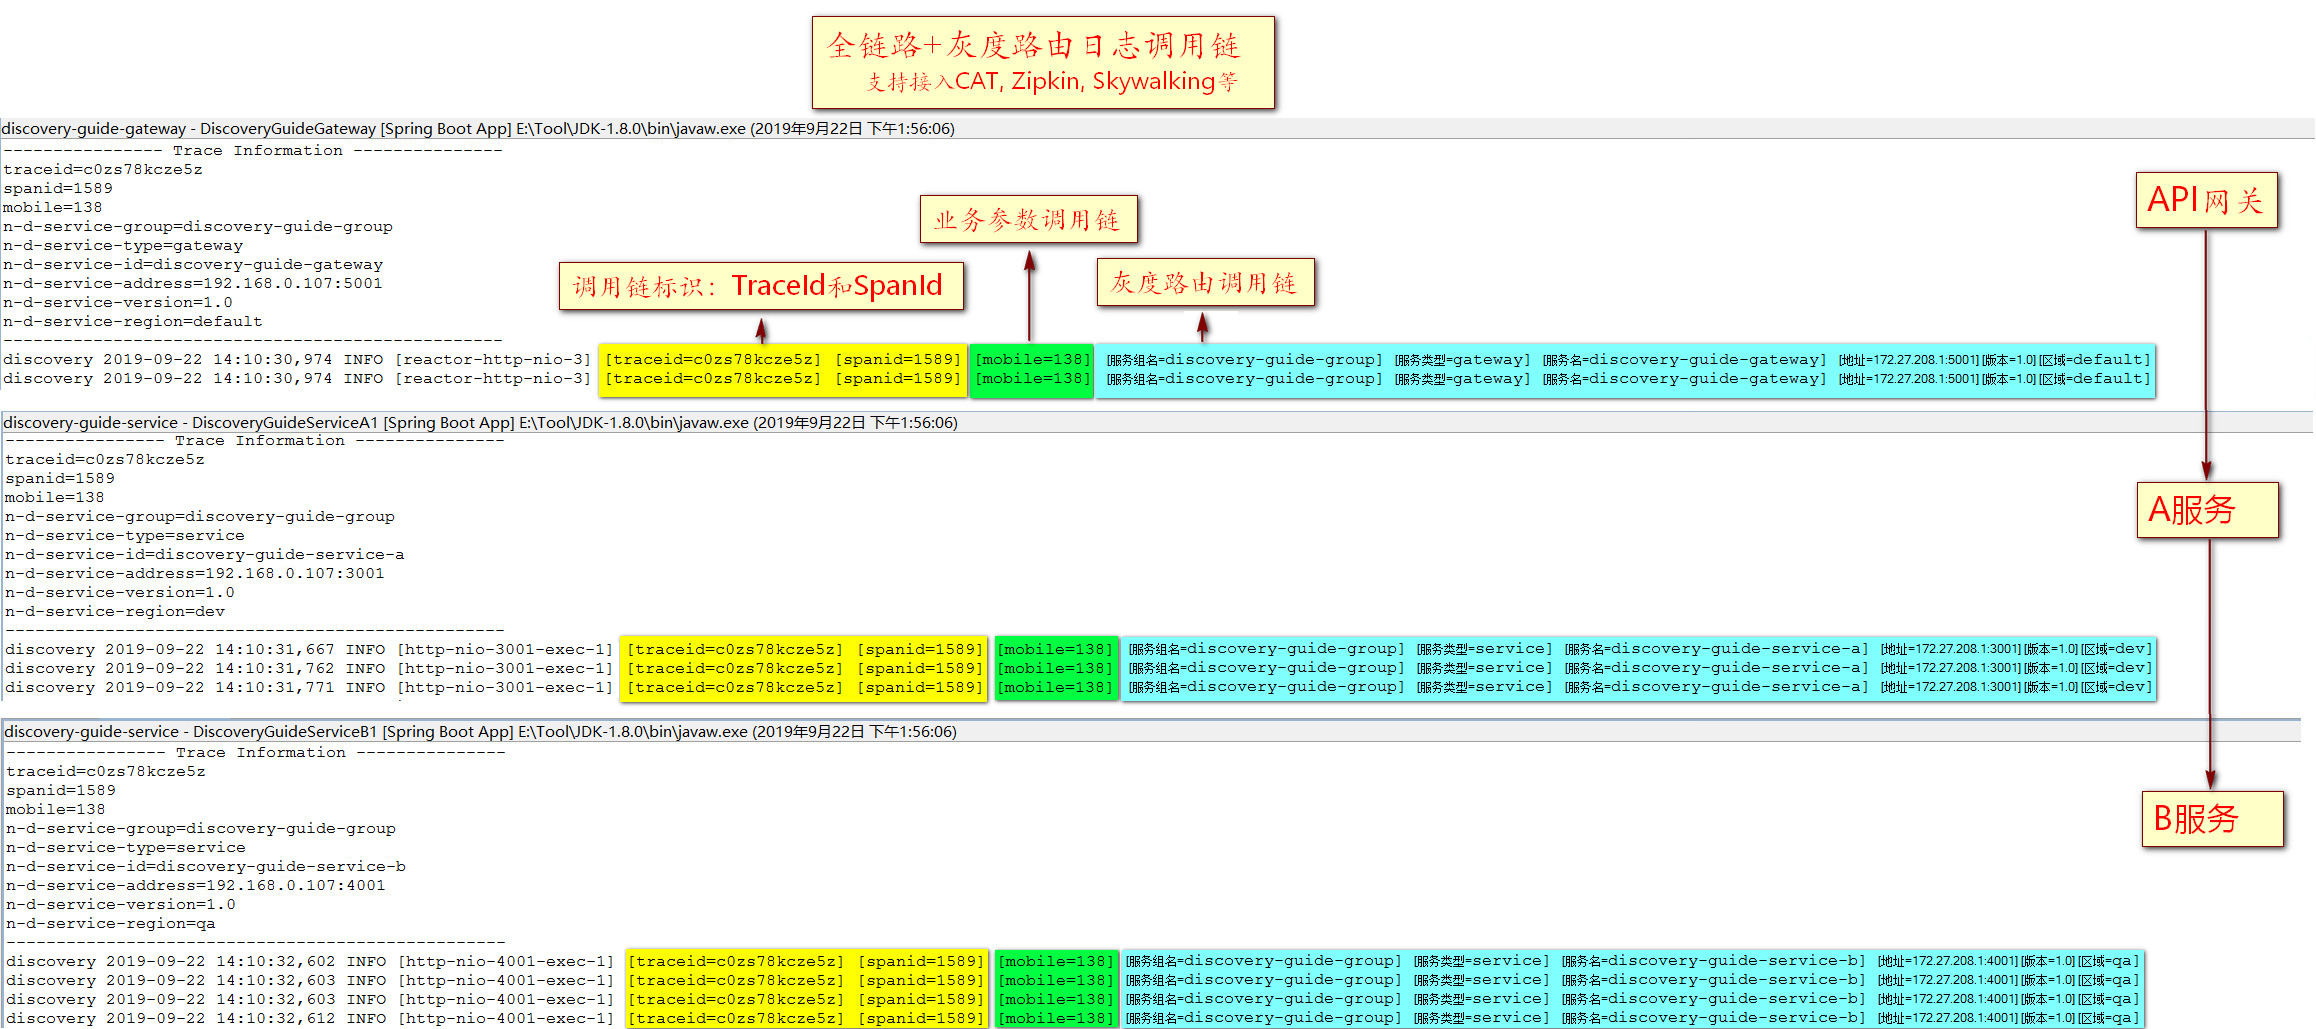 全链路+灰度路由日志调用链
支持接入CAT, Zipkin, Skywalking等
discovery-guide-gateway - DiscoveryGuideGateway [Spring Boot App] E:\Tool\JDK-1.8.0\bin\javaw.exe (2019年9月22日 下午1:56:06)
---------------- Trace Information ---------------
traceid=c0zs78kcze5z
spanid=1589
mobile=138
n-d-service-group=discovery-guide-group
n-d-service-type=gateway
n-d-service-id=discovery-guide-gateway
n-d-service-address=192.168.0.107:5001
n-d-service-version=1.0
n-d-service-region=default
--------------------------------------------------
API网关
业务参数调用链
调用链标识：TraceId和SpanId
灰度路由调用链
discovery 2019-09-22 14:10:30,974 INFO [reactor-http-nio-3] [traceid=c0zs78kcze5z] [spanid=1589] [mobile=138] [服务组名=discovery-guide-group] [服务类型=gateway] [服务名=discovery-guide-gateway] [地址=172.27.208.1:5001] [版本=1.0] [区域=default]
discovery 2019-09-22 14:10:30,974 INFO [reactor-http-nio-3] [traceid=c0zs78kcze5z] [spanid=1589] [mobile=138] [服务组名=discovery-guide-group] [服务类型=gateway] [服务名=discovery-guide-gateway] [地址=172.27.208.1:5001] [版本=1.0] [区域=default]
discovery-guide-service - DiscoveryGuideServiceA1 [Spring Boot App] E:\Tool\JDK-1.8.0\bin\javaw.exe (2019年9月22日 下午1:56:06)
---------------- Trace Information ---------------
traceid=c0zs78kcze5z
spanid=1589
mobile=138
n-d-service-group=discovery-guide-group
n-d-service-type=service
n-d-service-id=discovery-guide-service-a
n-d-service-address=192.168.0.107:3001
n-d-service-version=1.0
n-d-service-region=dev
--------------------------------------------------
A服务
discovery 2019-09-22 14:10:31,667 INFO [http-nio-3001-exec-1] [traceid=c0zs78kcze5z] [spanid=1589] [mobile=138] [服务组名=discovery-guide-group] [服务类型=service] [服务名=discovery-guide-service-a] [地址=172.27.208.1:3001] [版本=1.0] [区域=dev]
discovery 2019-09-22 14:10:31,762 INFO [http-nio-3001-exec-1] [traceid=c0zs78kcze5z] [spanid=1589] [mobile=138] [服务组名=discovery-guide-group] [服务类型=service] [服务名=discovery-guide-service-a] [地址=172.27.208.1:3001] [版本=1.0] [区域=dev]
discovery 2019-09-22 14:10:31,771 INFO [http-nio-3001-exec-1] [traceid=c0zs78kcze5z] [spanid=1589] [mobile=138] [服务组名=discovery-guide-group] [服务类型=service] [服务名=discovery-guide-service-a] [地址=172.27.208.1:3001] [版本=1.0] [区域=dev]
discovery-guide-service - DiscoveryGuideServiceB1 [Spring Boot App] E:\Tool\JDK-1.8.0\bin\javaw.exe (2019年9月22日 下午1:56:06)
---------------- Trace Information ---------------
traceid=c0zs78kcze5z
spanid=1589
mobile=138
n-d-service-group=discovery-guide-group
n-d-service-type=service
n-d-service-id=discovery-guide-service-b
n-d-service-address=192.168.0.107:4001
n-d-service-version=1.0
n-d-service-region=qa
--------------------------------------------------
B服务
discovery 2019-09-22 14:10:32,602 INFO [http-nio-4001-exec-1] [traceid=c0zs78kcze5z] [spanid=1589] [mobile=138] [服务组名=discovery-guide-group] [服务类型=service] [服务名=discovery-guide-service-b] [地址=172.27.208.1:4001] [版本=1.0] [区域=qa]
discovery 2019-09-22 14:10:32,603 INFO [http-nio-4001-exec-1] [traceid=c0zs78kcze5z] [spanid=1589] [mobile=138] [服务组名=discovery-guide-group] [服务类型=service] [服务名=discovery-guide-service-b] [地址=172.27.208.1:4001] [版本=1.0] [区域=qa]
discovery 2019-09-22 14:10:32,603 INFO [http-nio-4001-exec-1] [traceid=c0zs78kcze5z] [spanid=1589] [mobile=138] [服务组名=discovery-guide-group] [服务类型=service] [服务名=discovery-guide-service-b] [地址=172.27.208.1:4001] [版本=1.0] [区域=qa]
discovery 2019-09-22 14:10:32,612 INFO [http-nio-4001-exec-1] [traceid=c0zs78kcze5z] [spanid=1589] [mobile=138] [服务组名=discovery-guide-group] [服务类型=service] [服务名=discovery-guide-service-b] [地址=172.27.208.1:4001] [版本=1.0] [区域=qa]